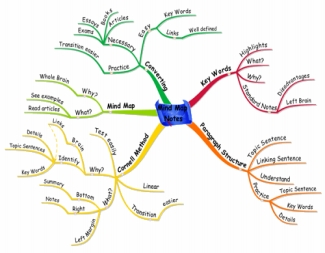 Mind Map
Notes
Key Words
Highlights
What?
Why?
Standard Notes
Disadvantages
Left Brain
Paragraph Structure
Topic Sentence
Linking Sentence
Understand
Practice
Topic Sentence
Key Words
Details
Cornell Method
Linear
Transition
easier
What?
Bottom
Summary
Right
Notes
Left Margin
Why?
Test easily
Brain
Identify
Links
Details
Topic Sentences
Key Words
Mind Map
Why?
Whole Brain
What?
See examples
Read articles
Converting
Easy
Key Words
Links
Well defined
Necessary
Essays
Books
Articles
Exams
Practice
Transition easier